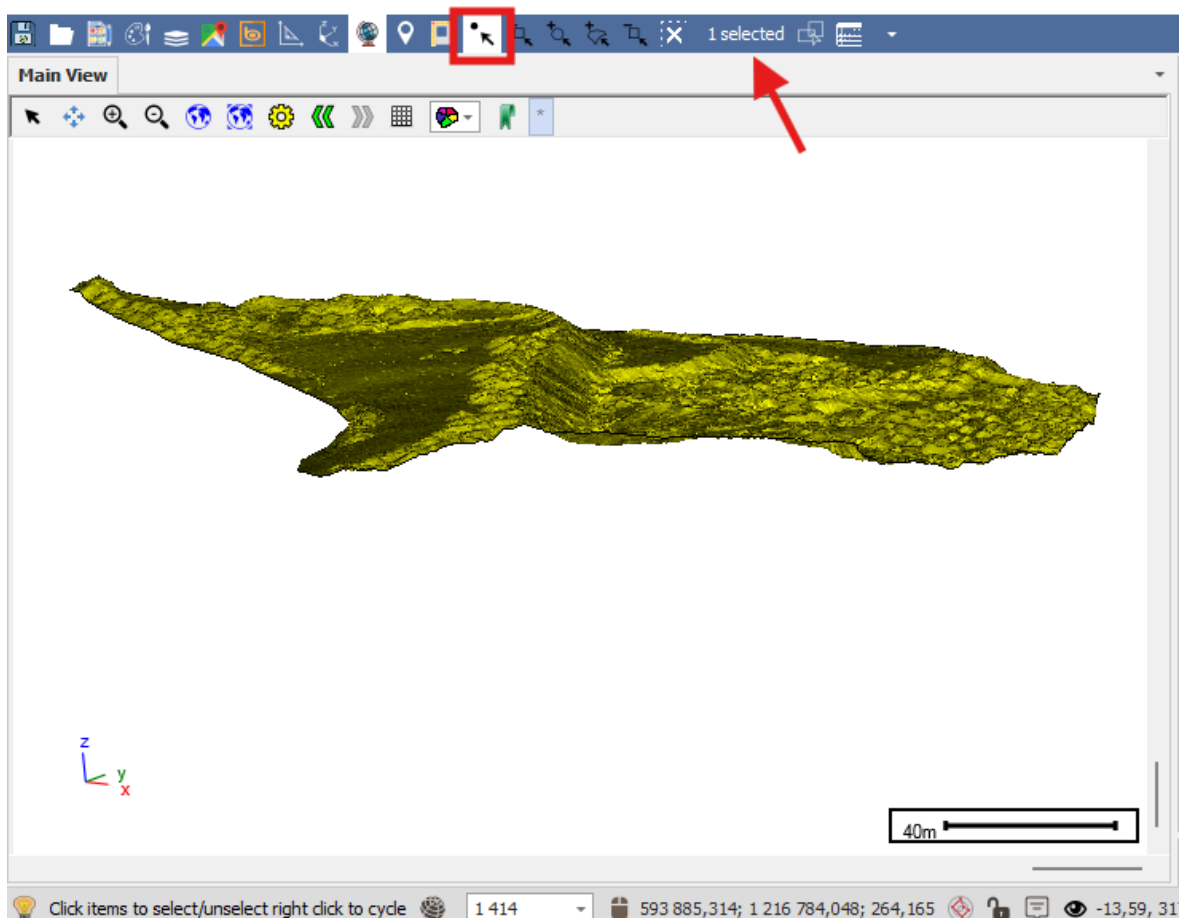 1 selected
Main View
*
z
y
x
40m
Click items to select/unselect right click to cycle 1 414 593 885,314; 1 216 784,048; 264,165 -13,59, 31